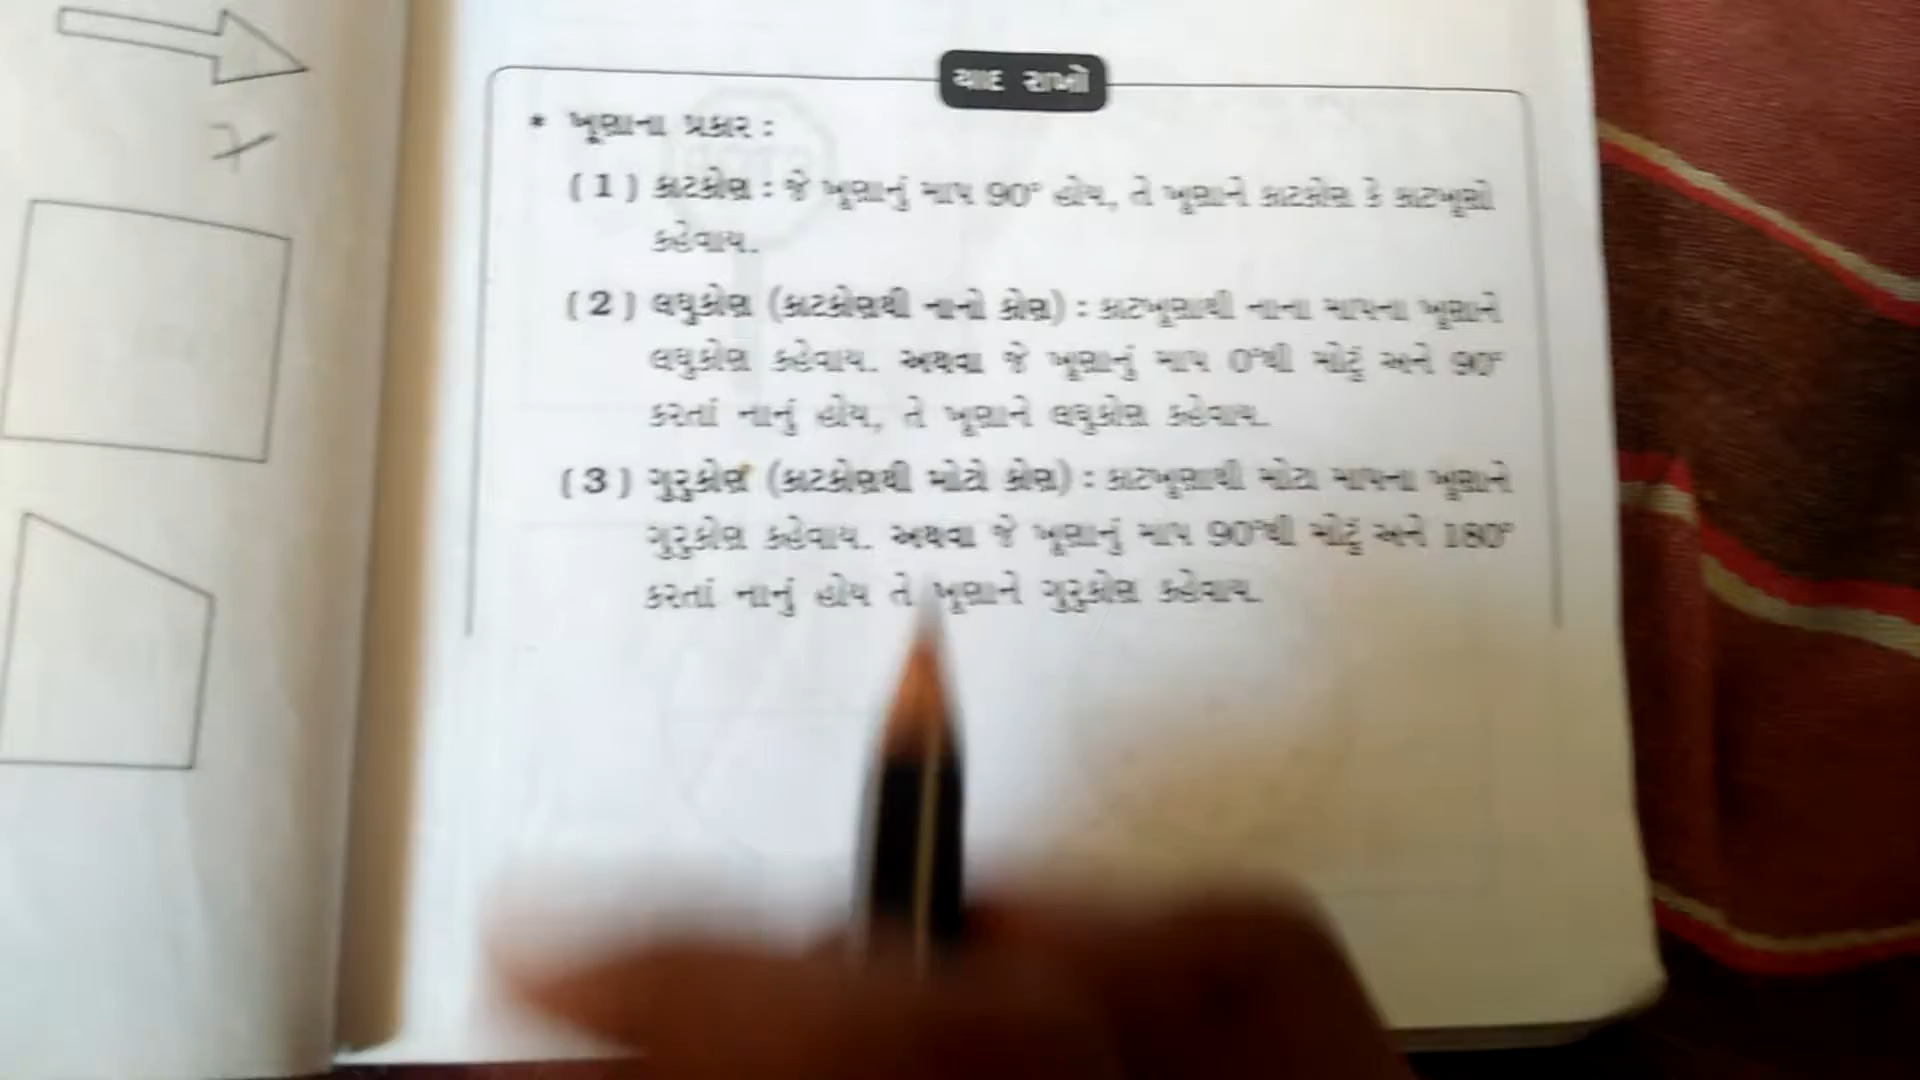 યાદ રાખો
* ખૂણાના પ્રકાર :
( 1 ) કાટકોણ : જે ખૂણાનું માપ 90° હોય, તે ખૂણાને કાટકોણ કે કાટખૂણો
કહેવાય.
( 2 ) લઘુકોણ (કાટકોણથી નાનો કોણ) : કાટખૂણાથી નાના માપના ખૂણાને
લઘુકોણ કહેવાય. અથવા જે ખૂણાનું માપ 0°થી મોટું અને 90°
કરતાં નાનું હોય, તે ખૂણાને લઘુકોણ કહેવાય.
( 3 ) ગુરુકોણ (કાટકોણથી મોટો કોણ) : કાટખૂણાથી મોટા માપના ખૂણાને
ગુરુકોણ કહેવાય. અથવા જે ખૂણાનું માપ 90°થી મોટું અને 180°
કરતાં નાનું હોય તે ખૂણાને ગુરુકોણ કહેવાય.